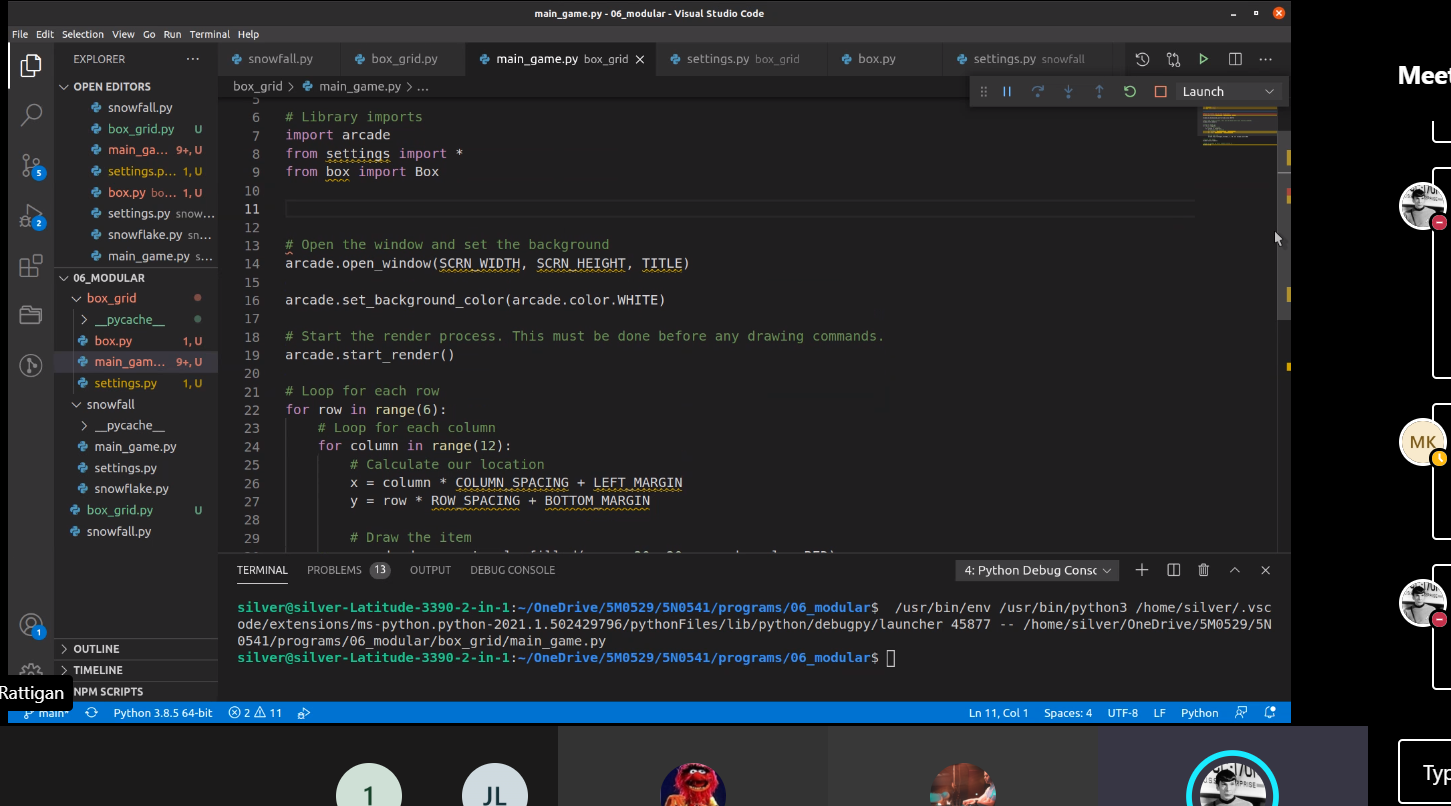 main_game.py - 06_modular - Visual Studio Code
File Edit Selection View Go Run Terminal Help
EXPLORER
snowfall.py
box_grid.py
main_game.py box_grid
settings.py box_grid
box.py
settings.py snowfall
box_grid > main_game.py > ...
Launch
OPEN EDITORS
snowfall.py
box_grid.py U
main_ga... 9+, U
settings.p... 1, U
box.py bo... 1, U
settings.py snow...
snowflake.py sn...
main_game.py s...
06_MODULAR
box_grid
__pycache__
box.py 1, U
main_gam... 9+, U
settings.py 1, U
snowfall
__pycache__
main_game.py
settings.py
snowflake.py
box_grid.py U
snowfall.py
OUTLINE
TIMELINE
NPM SCRIPTS
5
2
1
5
6 # Library imports
7 import arcade
8 from settings import *
9 from box import Box
10
11
12
13 # Open the window and set the background
14 arcade.open_window(SCRN_WIDTH, SCRN_HEIGHT, TITLE)
15
16 arcade.set_background_color(arcade.color.WHITE)
17
18 # Start the render process. This must be done before any drawing commands.
19 arcade.start_render()
20
21 # Loop for each row
22 for row in range(6):
23 # Loop for each column
24 for column in range(12):
25 # Calculate our location
26 x = column * COLUMN_SPACING + LEFT_MARGIN
27 y = row * ROW_SPACING + BOTTOM_MARGIN
28
29 # Draw the item
TERMINAL PROBLEMS 13 OUTPUT DEBUG CONSOLE 4: Python Debug Consc
silver@silver-Latitude-3390-2-in-1:~/OneDrive/5M0529/5N0541/programs/06_modular$ /usr/bin/env /usr/bin/python3 /home/silver/.vsc
ode/extensions/ms-python.python-2021.1.502429796/pythonFiles/lib/python/debugpy/launcher 45877 -- /home/silver/OneDrive/5M0529/5N
0541/programs/06_modular/box_grid/main_game.py
silver@silver-Latitude-3390-2-in-1:~/OneDrive/5M0529/5N0541/programs/06_modular$
Rattigan
main* Python 3.8.5 64-bit 2 11 Ln 11, Col 1 Spaces: 4 UTF-8 LF Python
1
JL
Meet
MK
Typ